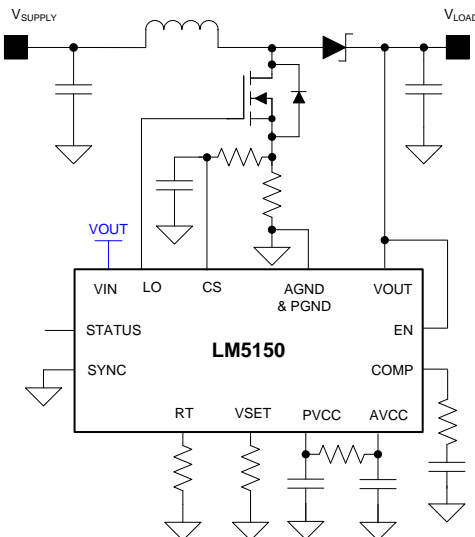 VSUPPLY
VLOAD
VOUT
VIN
LO
CS
AGND
& PGND
VOUT
STATUS
EN
LM5150
SYNC
COMP
RT
VSET
PVCC
AVCC